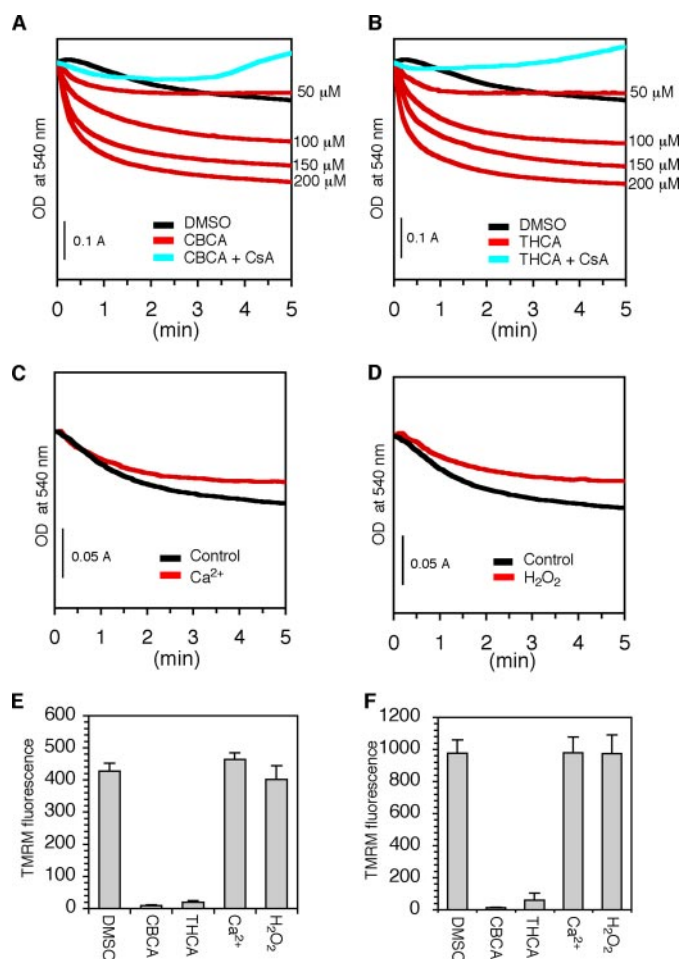 A
OD at 540 nm
50 µM
100 µM
150 µM
200 µM
0.1 A
DMSO
CBCA
CBCA + CsA
0 1 2 3 4 5
(min)
B
OD at 540 nm
50 µM
100 µM
150 µM
200 µM
0.1 A
DMSO
THCA
THCA + CsA
0 1 2 3 4 5
(min)
C
OD at 540 nm
0.05 A
Control
Ca²⁺
0 1 2 3 4 5
(min)
D
OD at 540 nm
0.05 A
Control
H₂O₂
0 1 2 3 4 5
(min)
E
TMRM fluorescence
600
500
400
300
200
100
0
DMSO CBCA THCA Ca²⁺ H₂O₂
F
TMRM fluorescence
1200
1000
800
600
400
200
0
DMSO CBCA THCA Ca²⁺ H₂O₂